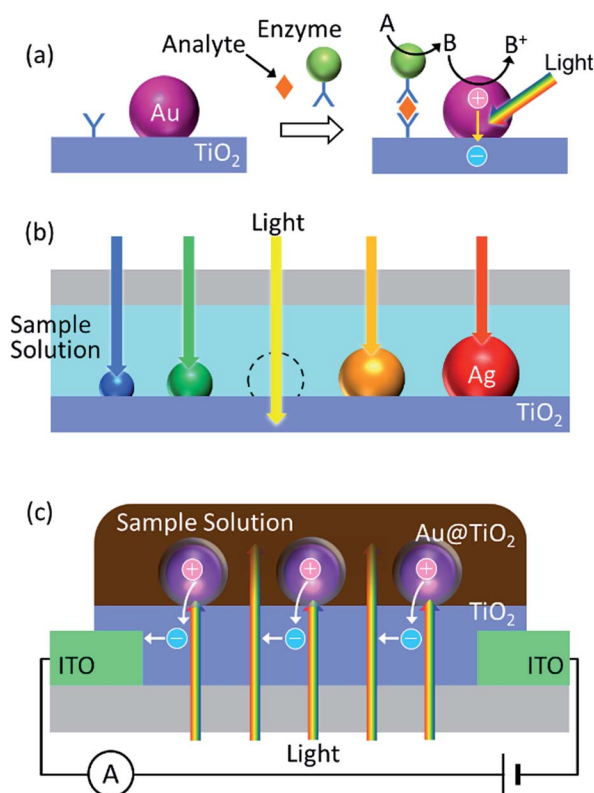 (a)
Analyte
Enzyme
A
B
B⁺
Light
Au
TiO₂
+
−
(b)
Light
Sample
Solution
Ag
TiO₂
(c)
Sample Solution
Au@TiO₂
+
+
+
TiO₂
−
−
−
ITO
ITO
Light
A